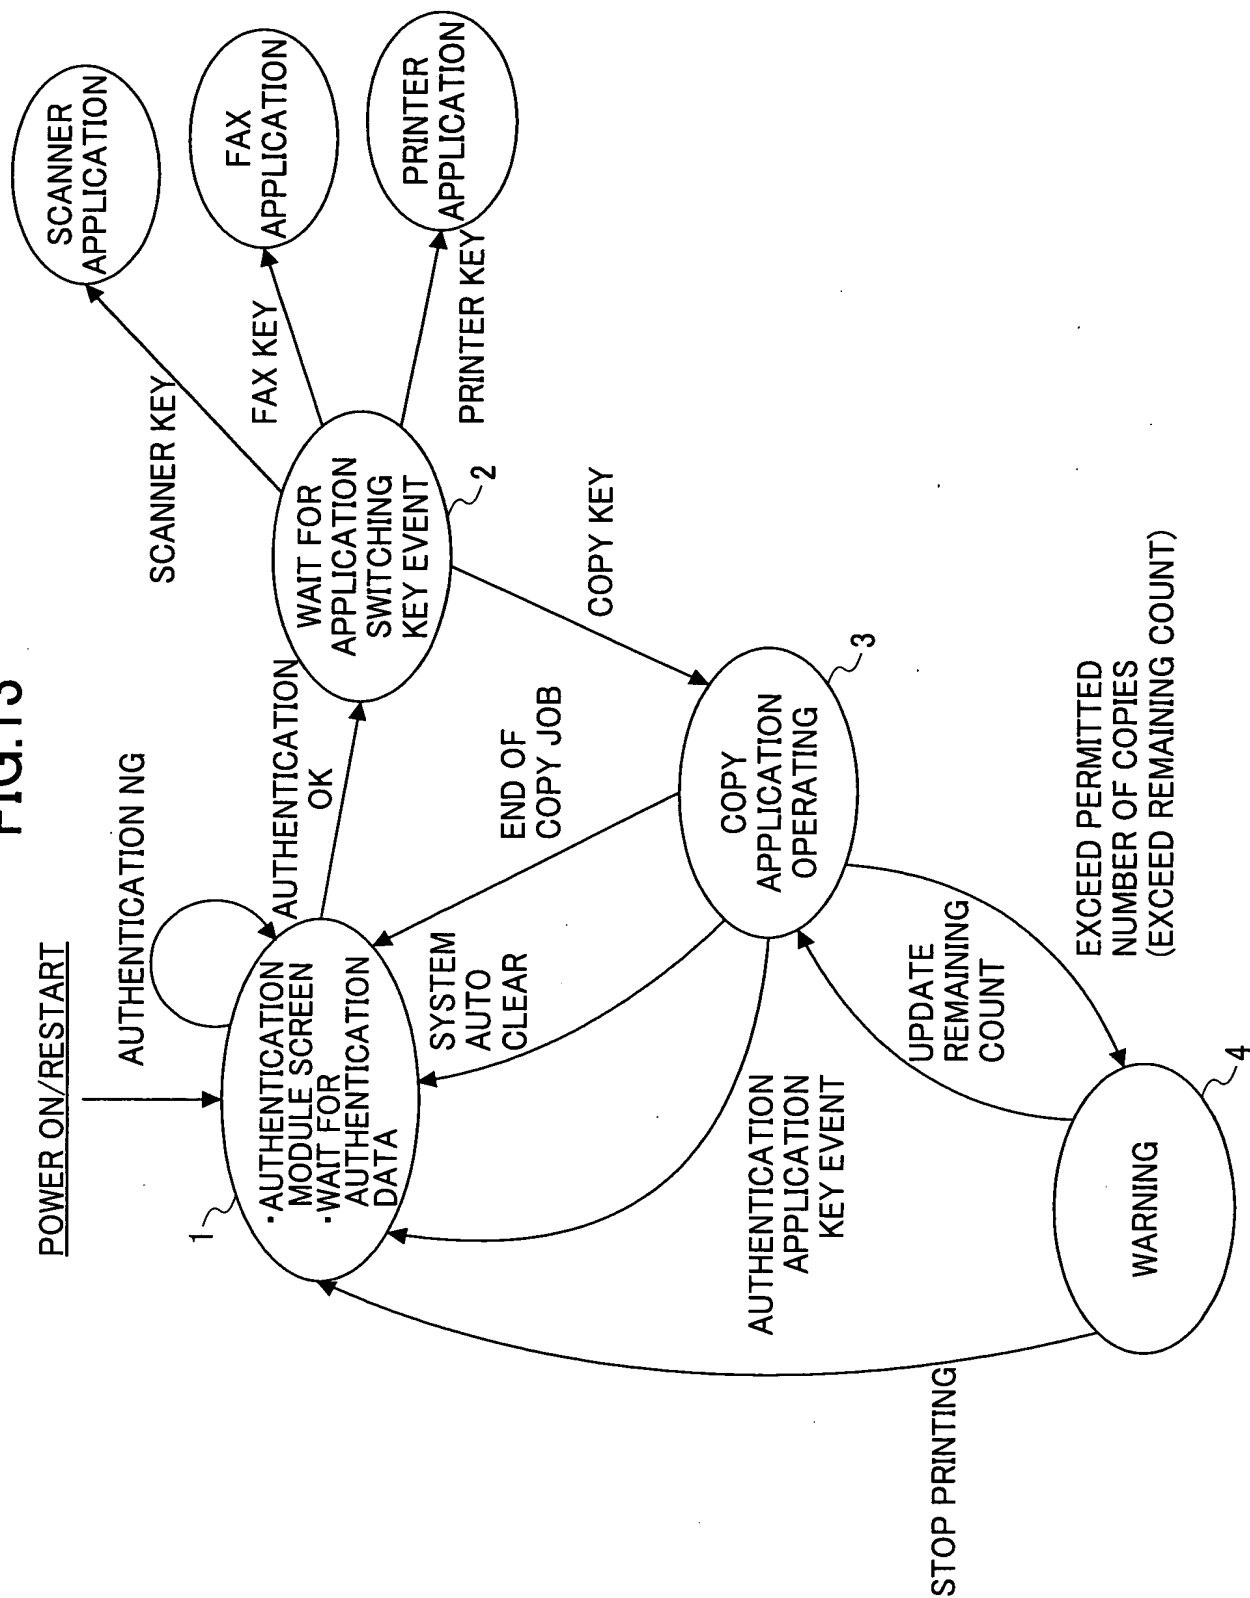 POWER ON/RESTART
AUTHENTICATION NG
1
・AUTHENTICATION
MODULE SCREEN
・WAIT FOR
AUTHENTICATION
DATA
AUTHENTICATION
OK
WAIT FOR
APPLICATION
SWITCHING
KEY EVENT
2
SCANNER KEY
SCANNER
APPLICATION
FAX KEY
FAX
APPLICATION
PRINTER KEY
PRINTER
APPLICATION
COPY KEY
END OF
COPY JOB
SYSTEM
AUTO
CLEAR
COPY
APPLICATION
OPERATING
3
AUTHENTICATION
APPLICATION
KEY EVENT
UPDATE
REMAINING
COUNT
EXCEED PERMITTED
NUMBER OF COPIES
(EXCEED REMAINING COUNT)
STOP PRINTING
WARNING
4